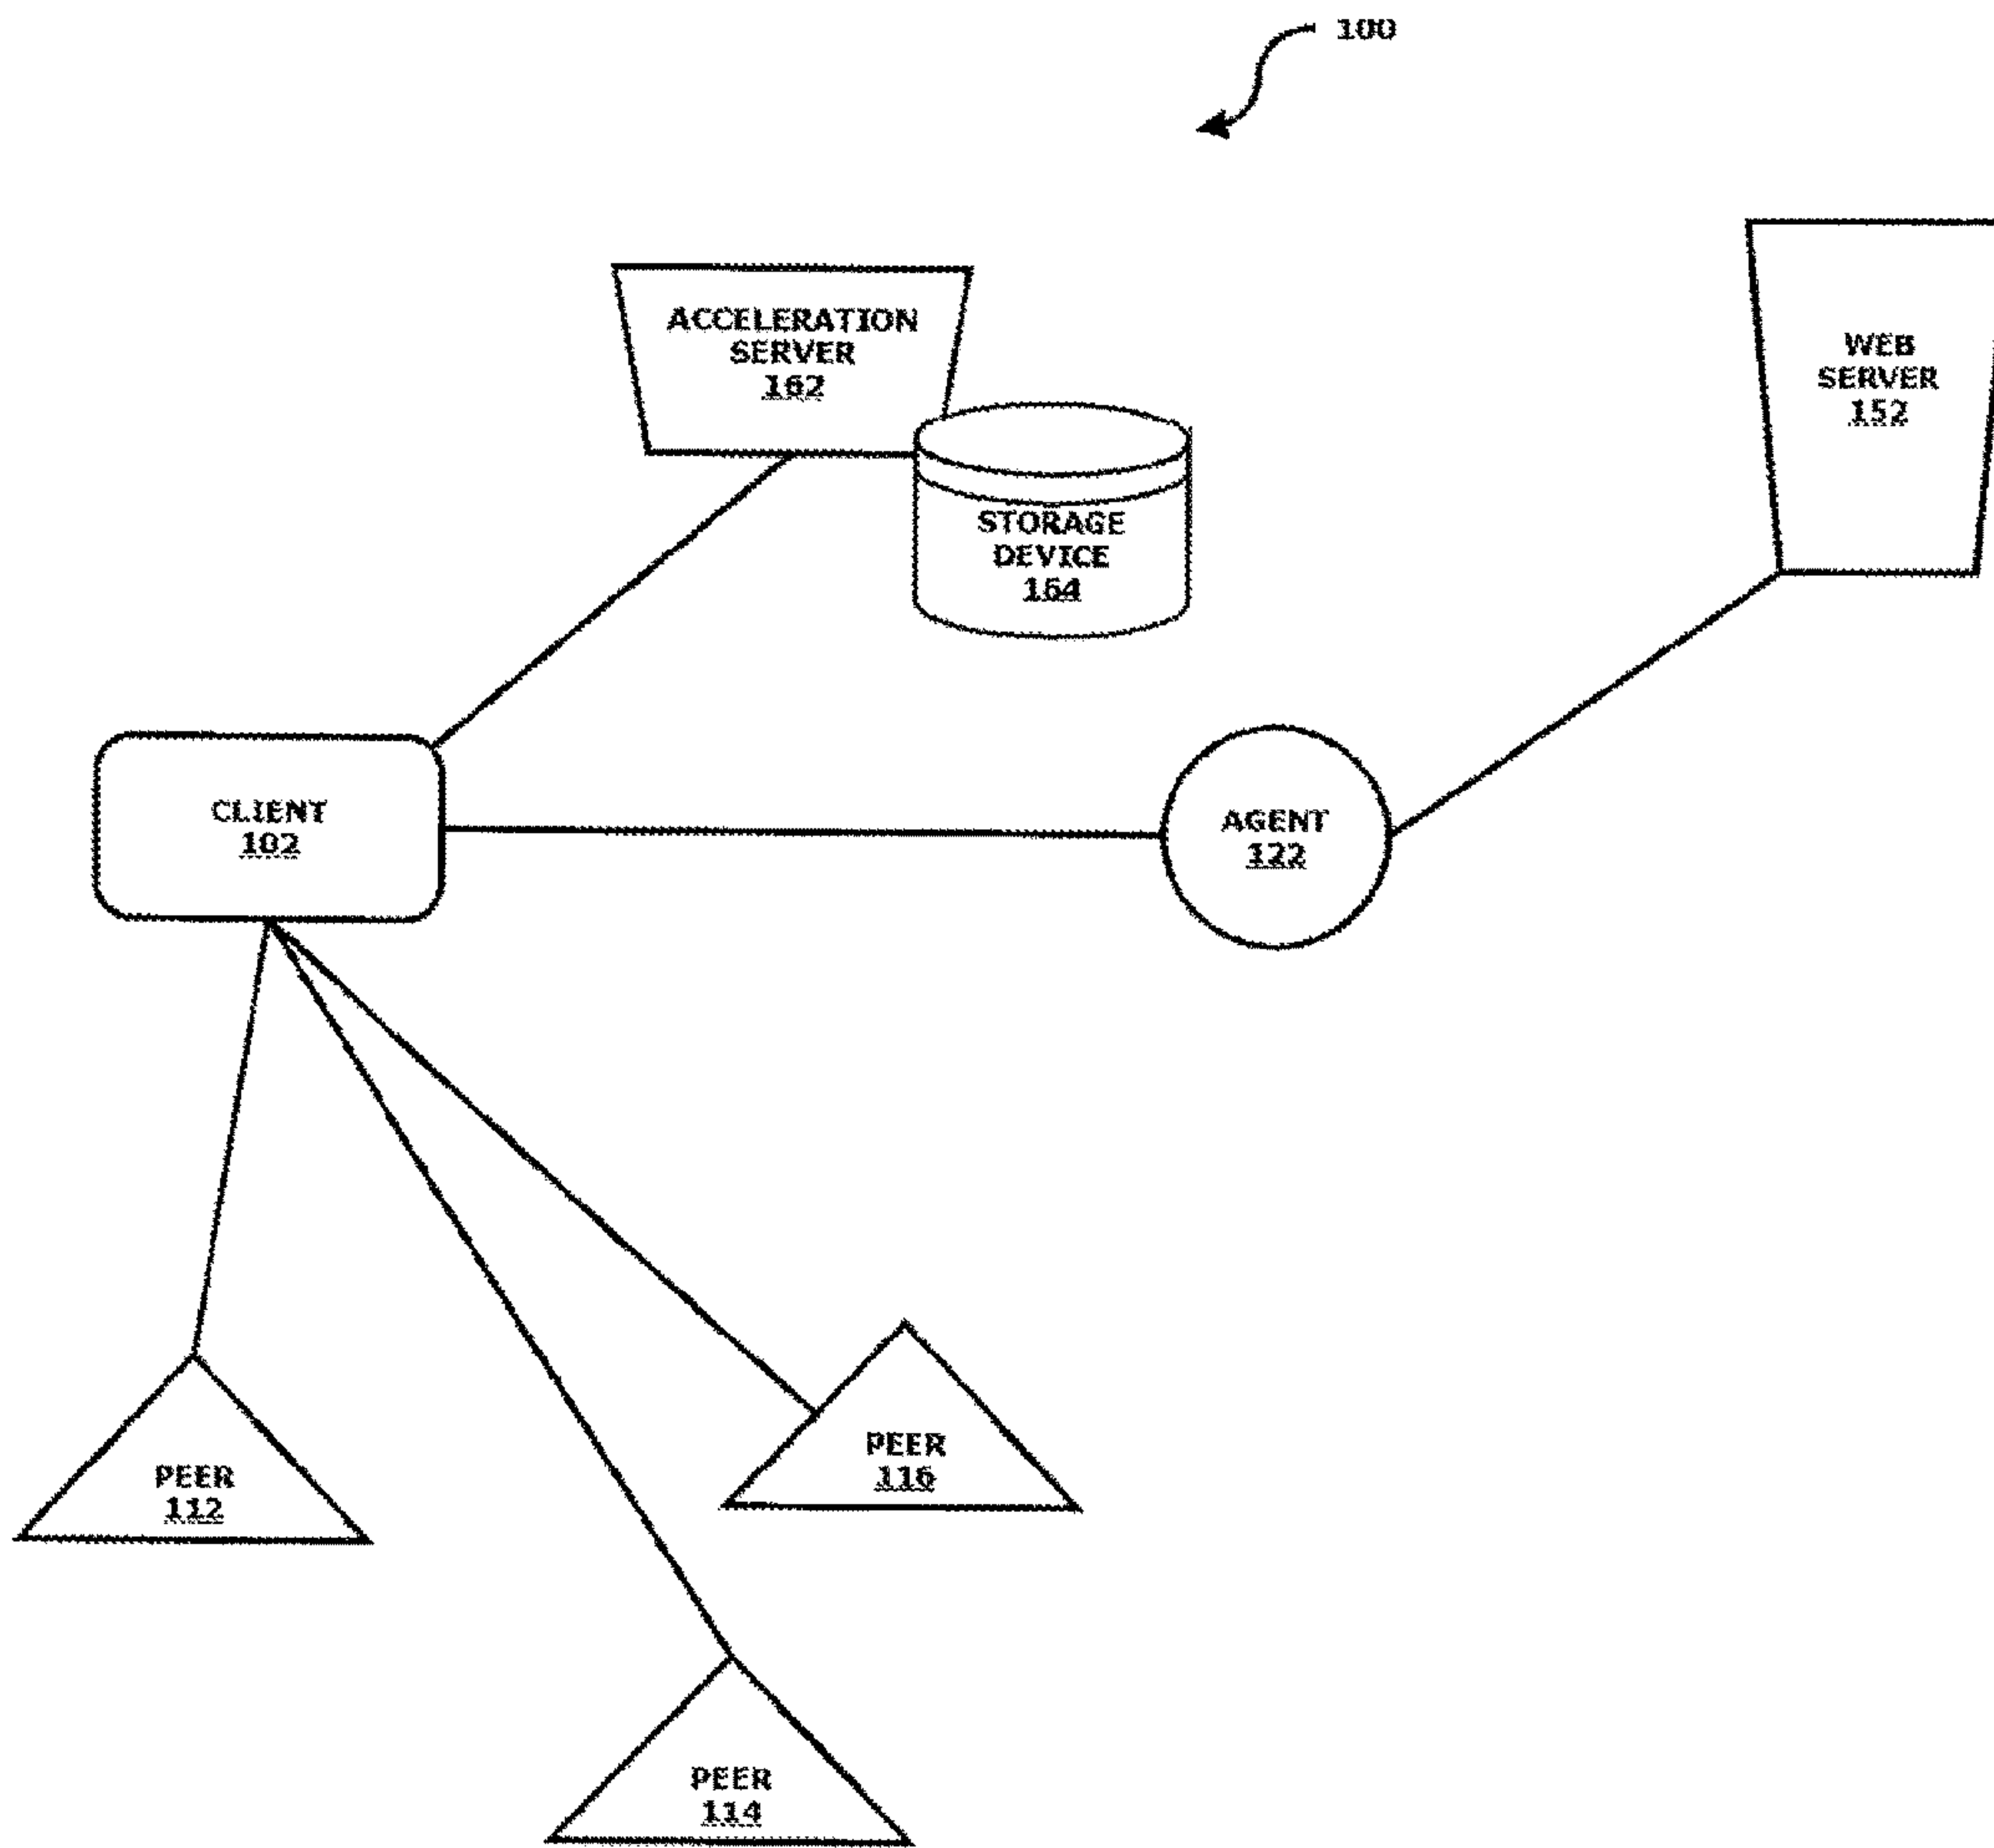 100
ACCELERATION
SERVER
162
WEB
SERVER
152
STORAGE
DEVICE
164
CLIENT
102
AGENT
122
PEER
116
PEER
112
PEER
114